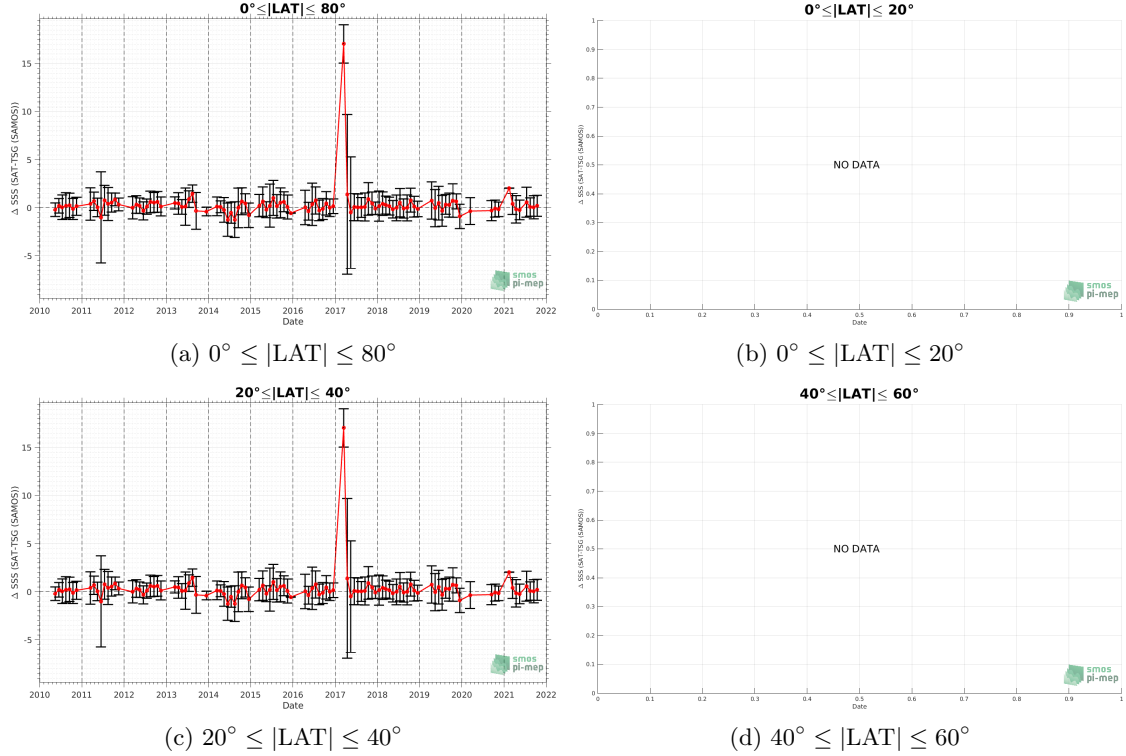 0°≤|LAT|≤ 80°
Δ SSS (SAT-TSG (SAMOS))
15
10
5
0
-5
2010 2011 2012 2013 2014 2015 2016 2017 2018 2019 2020 2021 2022
Date
smos
pi-mep
(a) 0° ≤ |LAT| ≤ 80°
0°≤|LAT|≤ 20°
Δ SSS (SAT-TSG (SAMOS))
1
0.9
0.8
0.7
0.6
0.5
0.4
0.3
0.2
0.1
0
NO DATA
0 0.1 0.2 0.3 0.4 0.5 0.6 0.7 0.8 0.9 1
Date
smos
pi-mep
(b) 0° ≤ |LAT| ≤ 20°
20°≤|LAT|≤ 40°
Δ SSS (SAT-TSG (SAMOS))
15
10
5
0
-5
2010 2011 2012 2013 2014 2015 2016 2017 2018 2019 2020 2021 2022
Date
smos
pi-mep
(c) 20° ≤ |LAT| ≤ 40°
40°≤|LAT|≤ 60°
Δ SSS (SAT-TSG (SAMOS))
1
0.9
0.8
0.7
0.6
0.5
0.4
0.3
0.2
0.1
0
NO DATA
0 0.1 0.2 0.3 0.4 0.5 0.6 0.7 0.8 0.9 1
Date
smos
pi-mep
(d) 40° ≤ |LAT| ≤ 60°